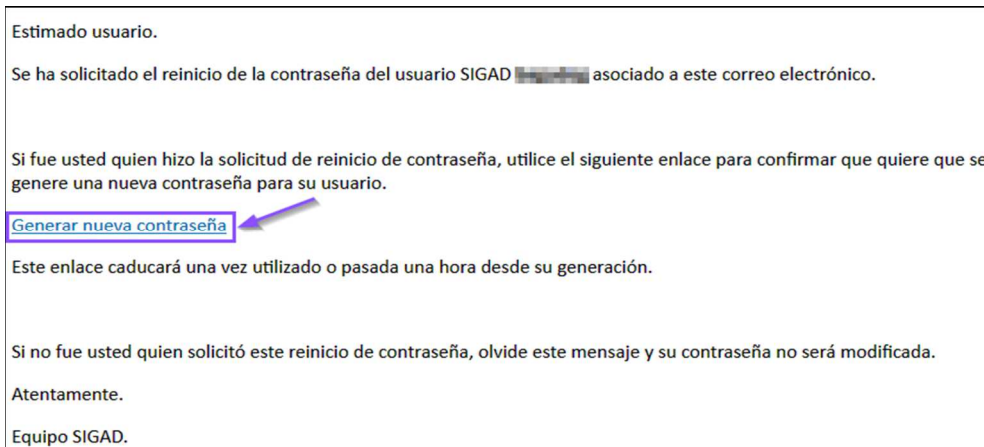 Estimado usuario.
Se ha solicitado el reinicio de la contraseña del usuario SIGAD asociado a este correo electrónico.
Si fue usted quien hizo la solicitud de reinicio de contraseña, utilice el siguiente enlace para confirmar que quiere que se
genere una nueva contraseña para su usuario.
Generar nueva contraseña
Este enlace caducará una vez utilizado o pasada una hora desde su generación.
Si no fue usted quien solicitó este reinicio de contraseña, olvide este mensaje y su contraseña no será modificada.
Atentamente.
Equipo SIGAD.